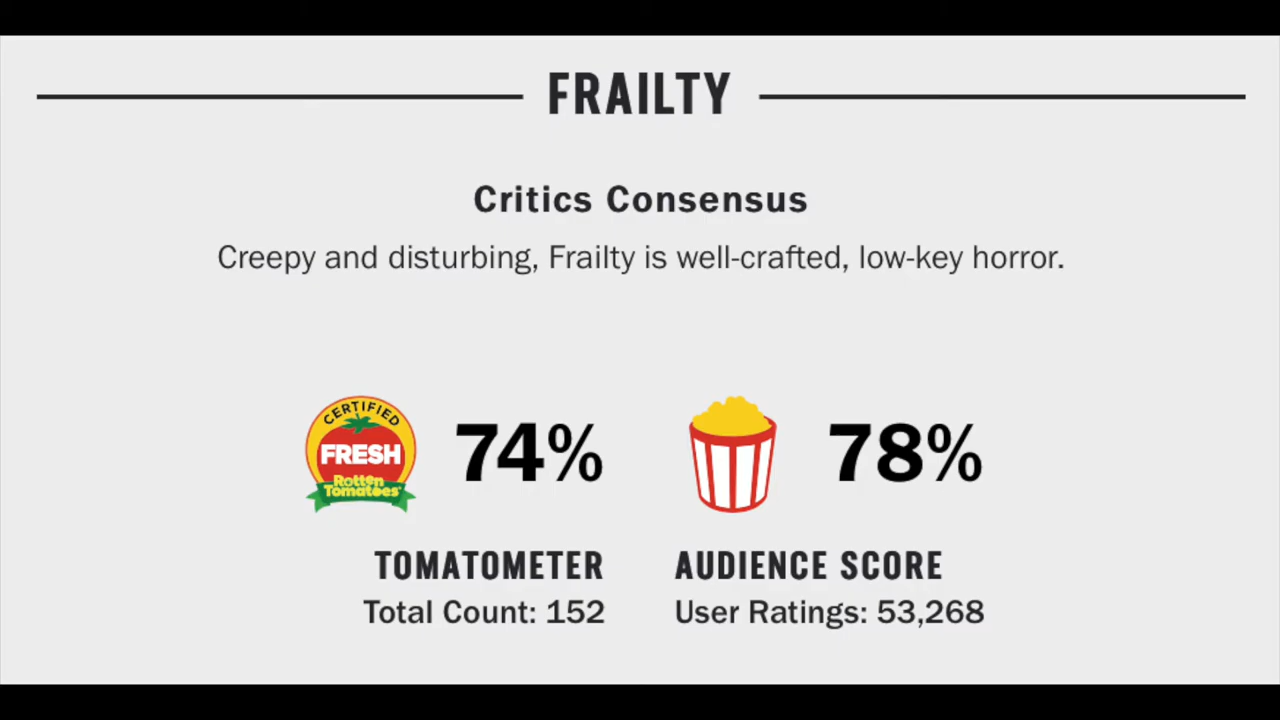 FRAILTY
Critics Consensus
Creepy and disturbing, Frailty is well-crafted, low-key horror.
CERTIFIED
FRESH
Rotten
Tomatoes
74%
78%
TOMATOMETER
Total Count: 152
AUDIENCE SCORE
User Ratings: 53,268